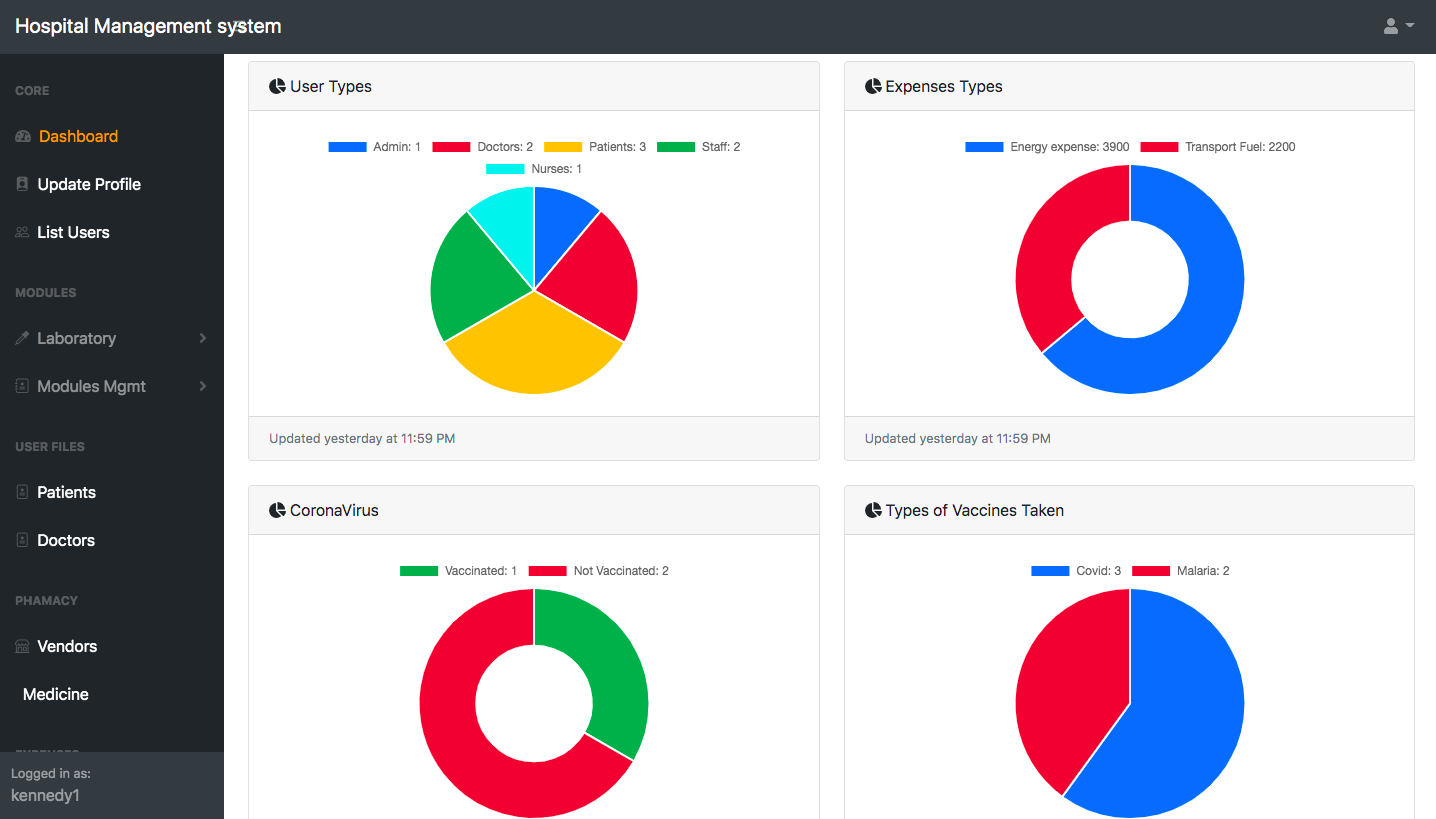 Hospital Management system
CORE
Dashboard
Update Profile
List Users
MODULES
Laboratory
Modules Mgmt
USER FILES
Patients
Doctors
PHAMACY
Vendors
Medicine
EXPENSES
Logged in as:
kennedy1
User Types
Admin: 1 Doctors: 2 Patients: 3 Staff: 2
Nurses: 1
Updated yesterday at 11:59 PM
Expenses Types
Energy expense: 3900 Transport Fuel: 2200
Updated yesterday at 11:59 PM
CoronaVirus
Vaccinated: 1 Not Vaccinated: 2
Types of Vaccines Taken
Covid: 3 Malaria: 2